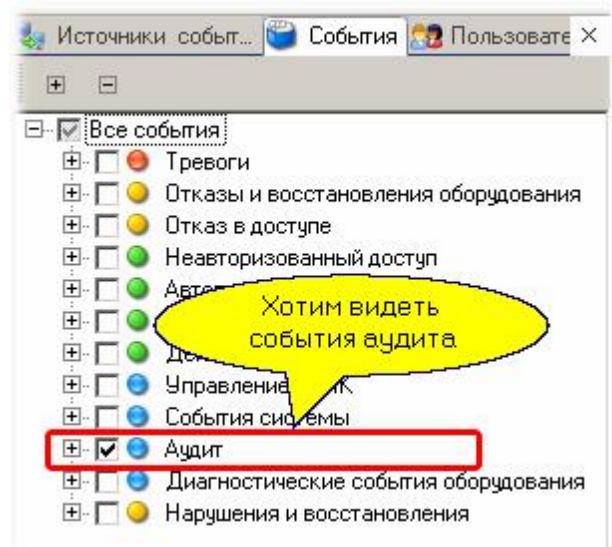 Источники событ... События Пользовате
Все события
Тревоги
Отказы и восстановления оборудования
Отказ в доступе
Неавторизованный доступ
Хотим видеть
события аудита
Управление
События системы
Аудит
Диагностические события оборудования
Нарушения и восстановления